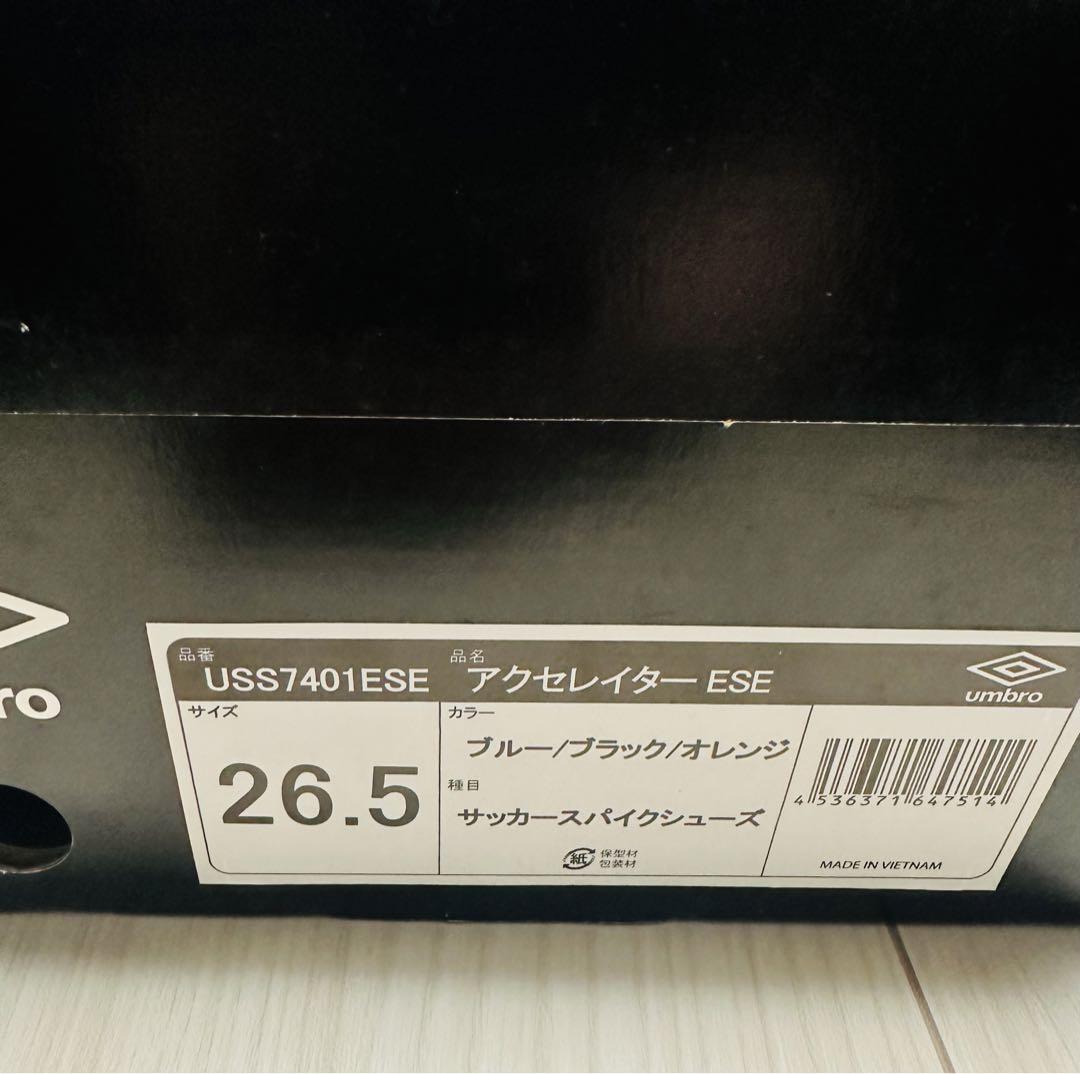 ro
品番
USS7401ESE
品名
アクセレイター ESE
umbro
サイズ
26.5
カラー
ブルー/ブラック/オレンジ
種目
サッカースパイクシューズ
紙
保型材
包装材
4536371647514
MADE IN VIETNAM